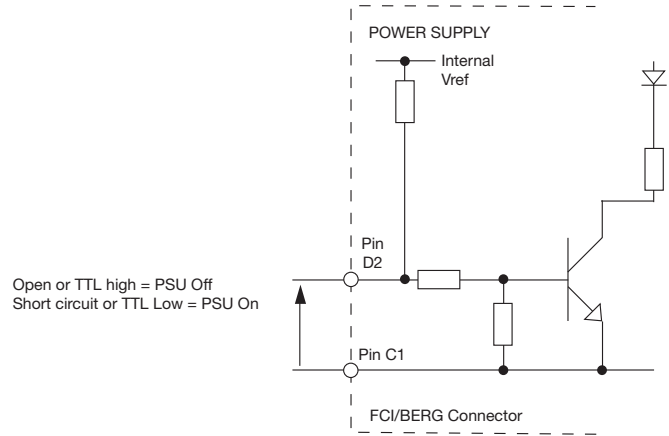 POWER SUPPLY
Internal
Vref
Pin
D2
Open or TTL high = PSU Off
Short circuit or TTL Low = PSU On
Pin C1
FCI/BERG Connector